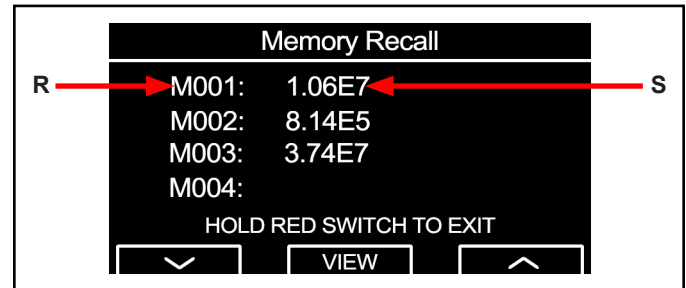 Memory Recall
R M001: 1.06E7 S
M002: 8.14E5
M003: 3.74E7
M004:
HOLD RED SWITCH TO EXIT
VIEW